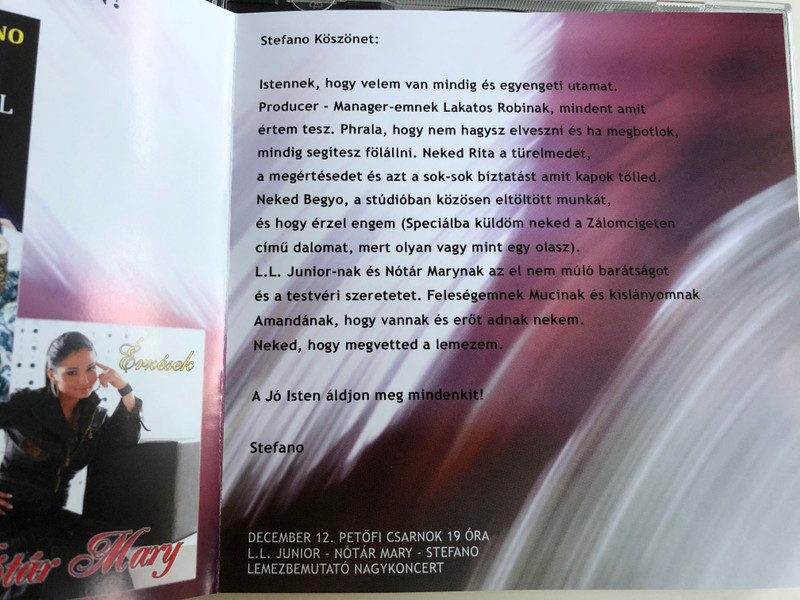 NO
L
Érzések
Nótár Mary
Stefano Köszönet:
Istennek, hogy velem van mindig és egyengeti utamat.
Producer - Manager-emnek Lakatos Robinak, mindent amit
értem tesz. Phrala, hogy nem hagysz elveszni és ha megbotlok,
mindig segítesz fölállni. Neked Rita a türelmedet,
a megértésedet és azt a sok-sok bíztatást amit kapok tölled.
Neked Begyo, a stúdióban közösen eltöltött munkát,
és hogy érzel engem (Speciálba küldöm neked a Zálomcigeten
című dalomat, mert olyan vagy mint egy olasz).
L.L. Junior-nak és Nótár Marynak az el nem múló barátságot
és a testvéri szeretetet. Feleségemnek Mucinak és kislányomnak
Amandának, hogy vannak és erőt adnak nekem.
Neked, hogy megvetted a lemezem.
A Jó Isten áldjon meg mindenkit!
Stefano
DECEMBER 12. PETŐFI CSARNOK 19 ÓRA
L.L. JUNIOR - NÓTÁR MARY - STEFANO
LEMEZBEMUTATÓ NAGYKONCERT